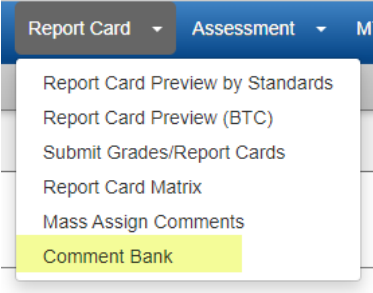 Report Card Assessment M
Report Card Preview by Standards
Report Card Preview (BTC)
Submit Grades/Report Cards
Report Card Matrix
Mass Assign Comments
Comment Bank